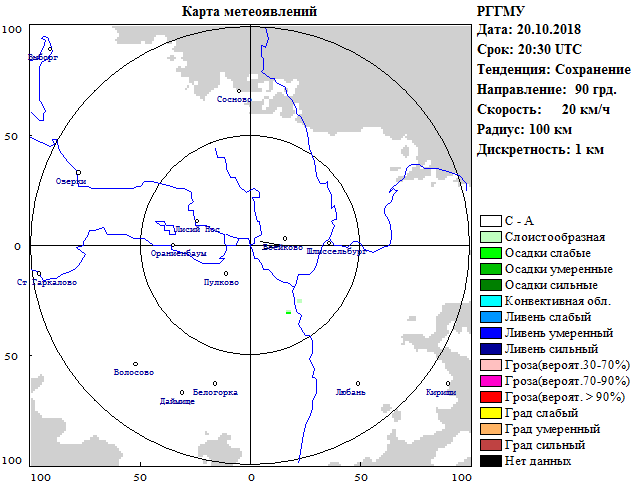 Карта метеоявлений
РГГМУ
Дата: 20.10.2018
Срок: 20:30 UTC
Тенденция: Сохранение
Направление: 90 грд.
Скорость: 20 км/ч
Радиус: 100 км
Дискретность: 1 км
100
50
0
50
100
100
50
0
50
100
Выборг
Сосново
Озерки
Лисий Нос
Ораниенбаум
Шлиссельбург
Ст. Гаркалово
Пулково
Волосово
Белогорка
Дивенце
Любань
Кириши
С - А
Слоистообразная
Осадки слабые
Осадки умеренные
Осадки сильные
Конвективная обл.
Ливень слабый
Ливень умеренный
Ливень сильный
Гроза(вероят.30-70%)
Гроза(вероят.70-90%)
Гроза(вероят. > 90%)
Град слабый
Град умеренный
Град сильный
Нет данных